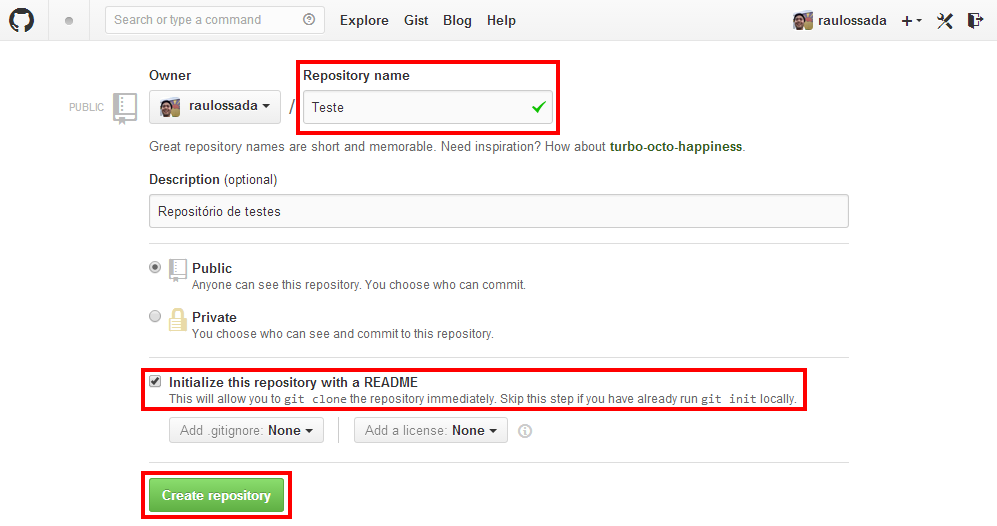 Search or type a command
Explore Gist Blog Help
raulossada
Owner
Repository name
PUBLIC
raulossada / Teste
Great repository names are short and memorable. Need inspiration? How about turbo-octo-happiness.
Description (optional)
Repositório de testes
Public
Anyone can see this repository. You choose who can commit.
Private
You choose who can see and commit to this repository.
Initialize this repository with a README
This will allow you to git clone the repository immediately. Skip this step if you have already run git init locally.
Add .gitignore: None
Add a license: None
Create repository